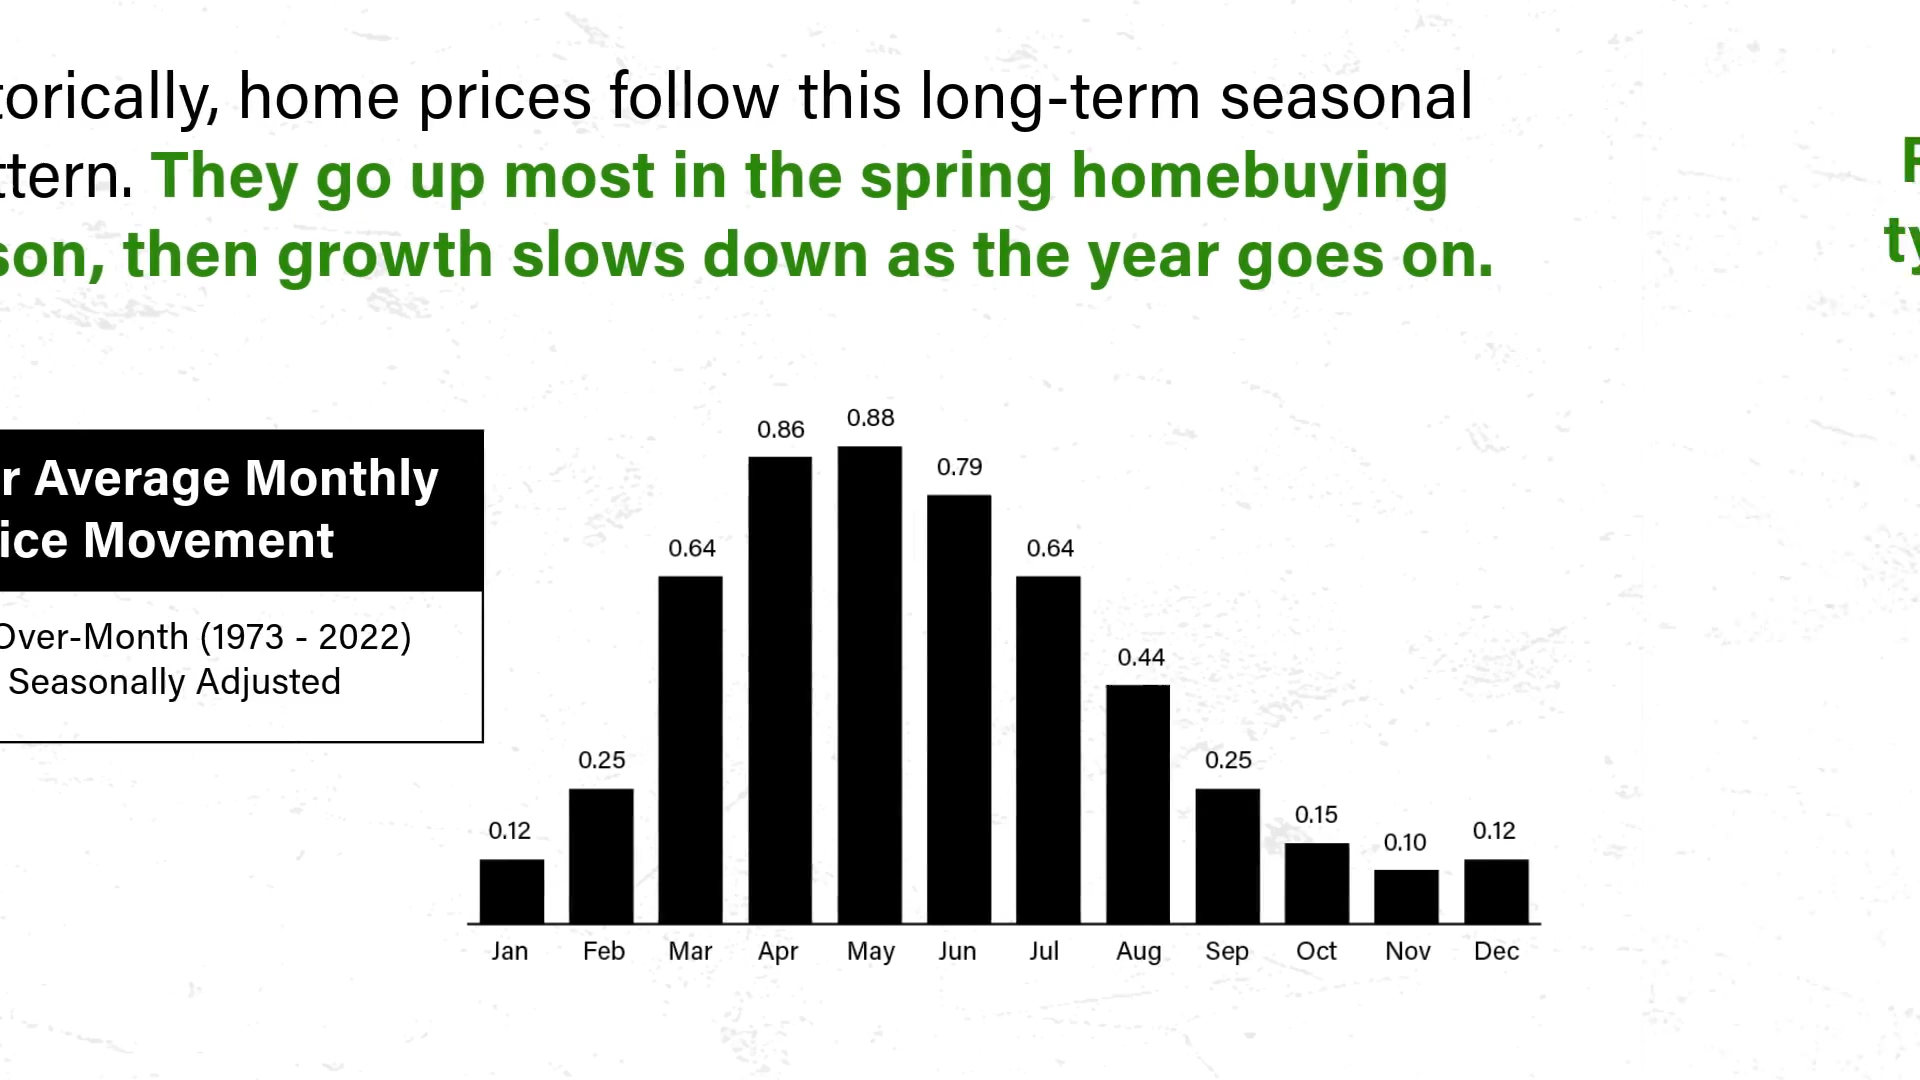 torically, home prices follow this long-term seasonal
ttern. They go up most in the spring homebuying
son, then growth slows down as the year goes on.
ty
r Average Monthly
ice Movement
Over-Month (1973 - 2022)
Seasonally Adjusted
0.12
0.25
0.64
0.86
0.88
0.79
0.64
0.44
0.25
0.15
0.10
0.12
Jan Feb Mar Apr May Jun Jul Aug Sep Oct Nov Dec